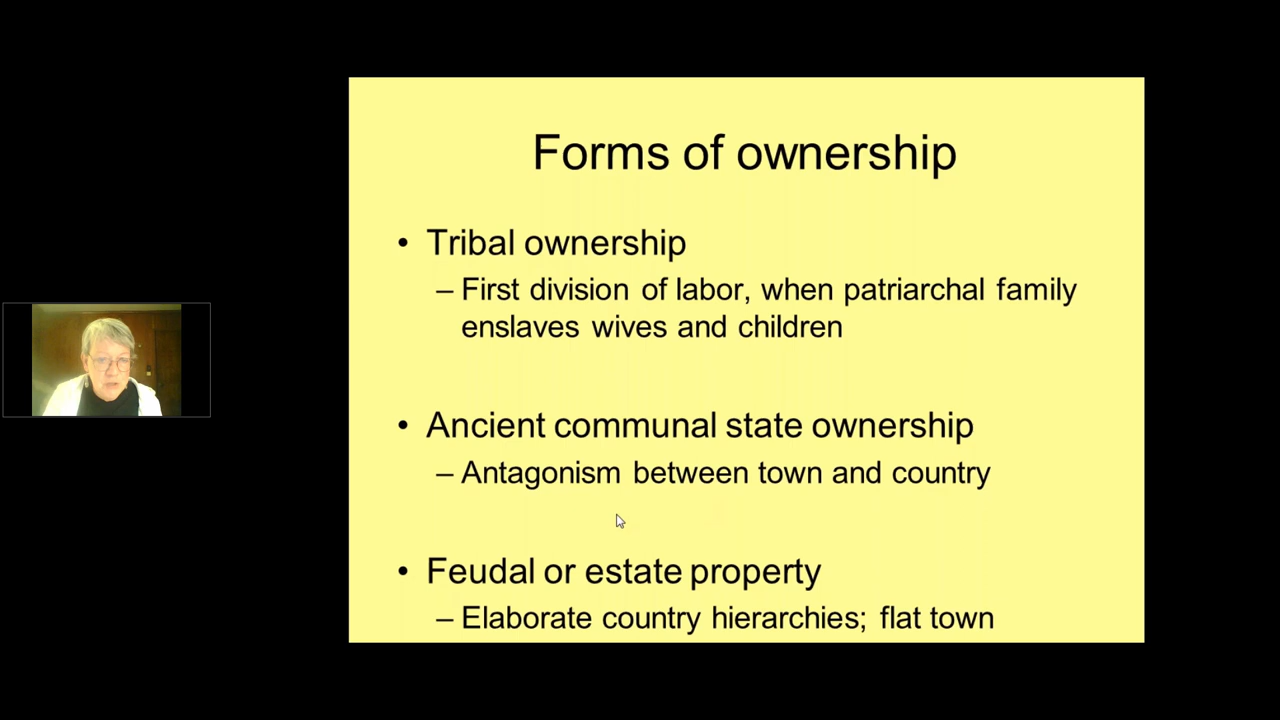 Forms of ownership
• Tribal ownership
– First division of labor, when patriarchal family
enslaves wives and children
• Ancient communal state ownership
– Antagonism between town and country
• Feudal or estate property
– Elaborate country hierarchies; flat town